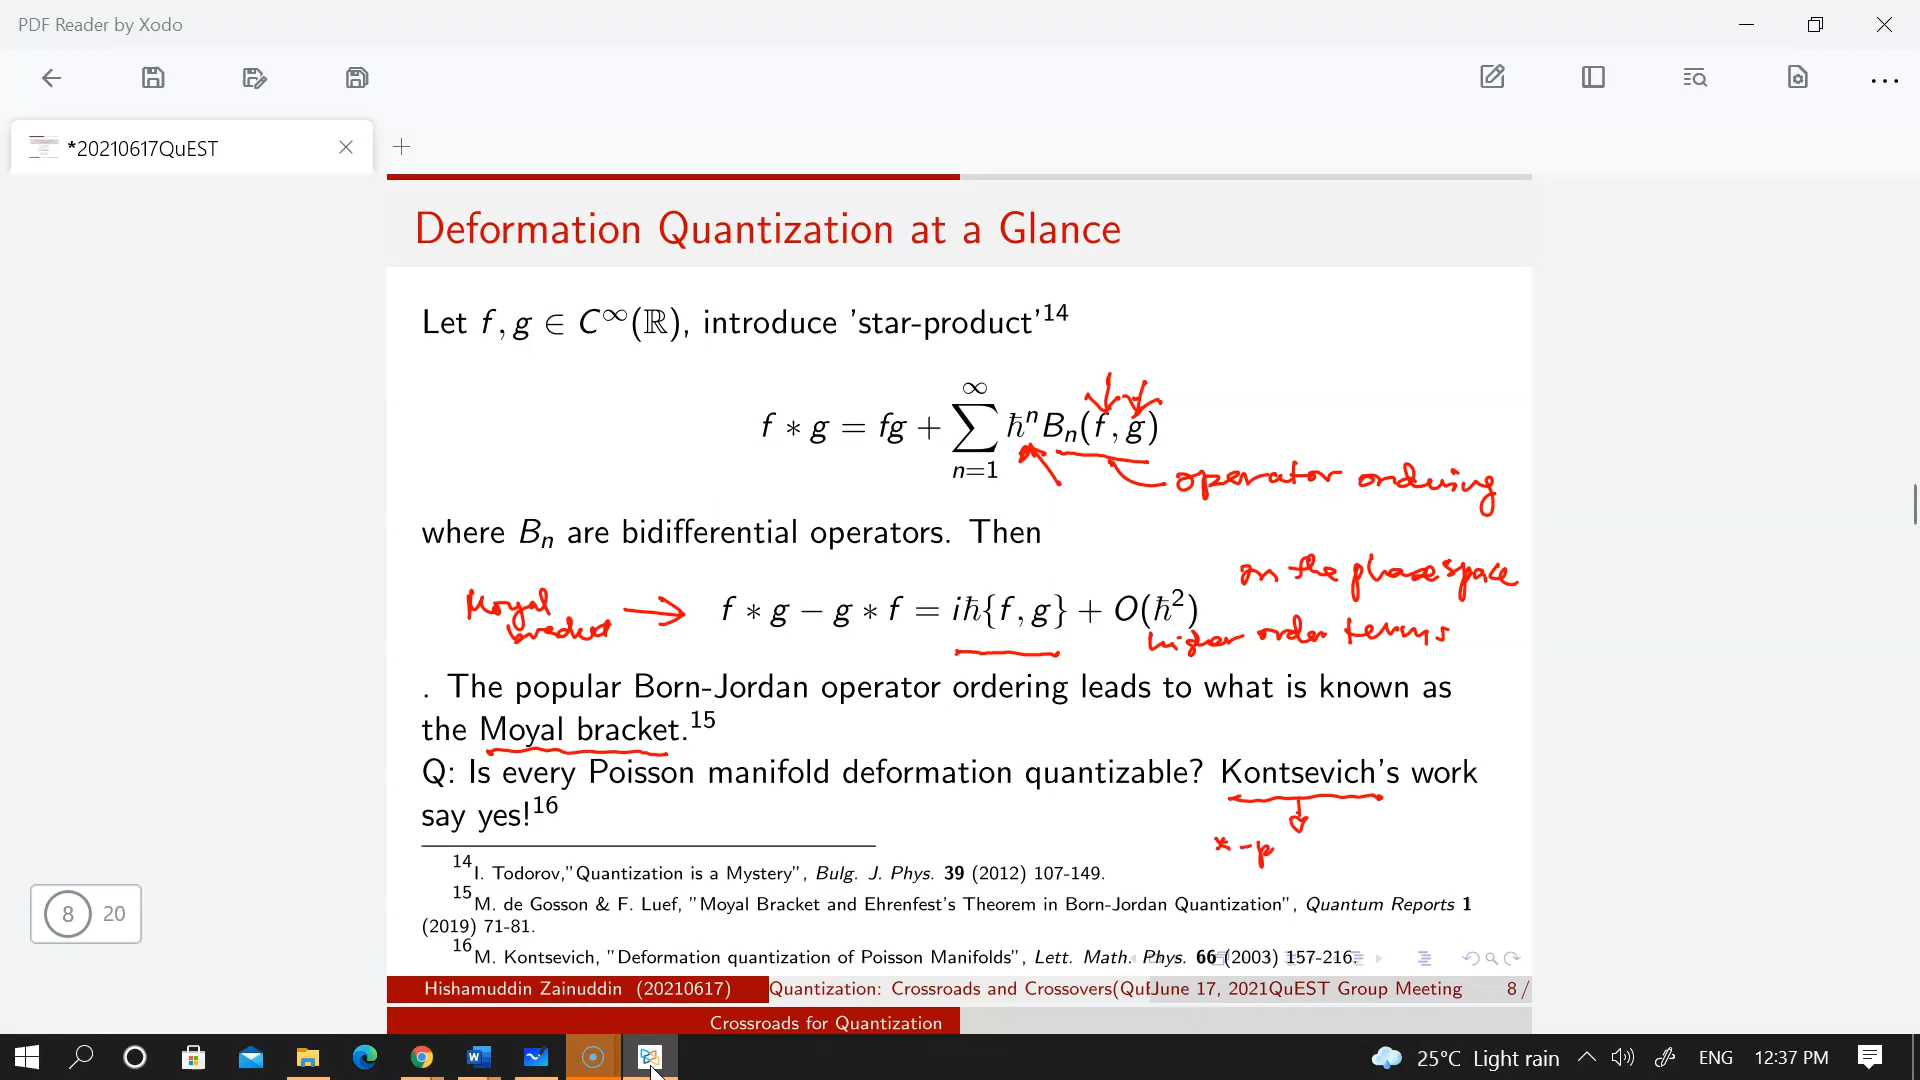 PDF Reader by Xodo
*20210617QuEST
Deformation Quantization at a Glance
Let f, g ∈ C∞(ℝ), introduce 'star-product'14
f ∗ g = fg + ∑_{n=1}^{∞} ħ^n B_n(f, g)
operator ordering
where B_n are bidifferential operators. Then
on the phase space
Moyal
bracket
f ∗ g − g ∗ f = iħ{f, g} + O(ħ²)
higher order terms
. The popular Born-Jordan operator ordering leads to what is known as
the Moyal bracket.15
Q: Is every Poisson manifold deformation quantizable? Kontsevich's work
say yes!16
* -p
14 I. Todorov,"Quantization is a Mystery", Bulg. J. Phys. 39 (2012) 107-149.
15 M. de Gosson & F. Luef, "Moyal Bracket and Ehrenfest's Theorem in Born-Jordan Quantization", Quantum Reports 1
(2019) 71-81.
16 M. Kontsevich, "Deformation quantization of Poisson Manifolds", Lett. Math. Phys. 66 (2003) 157-216.
8 20
Hishamuddin Zainuddin (20210617) Quantization: Crossroads and Crossovers(Qu June 17, 2021QuEST Group Meeting 8 /
Crossroads for Quantization
25°C Light rain ENG 12:37 PM